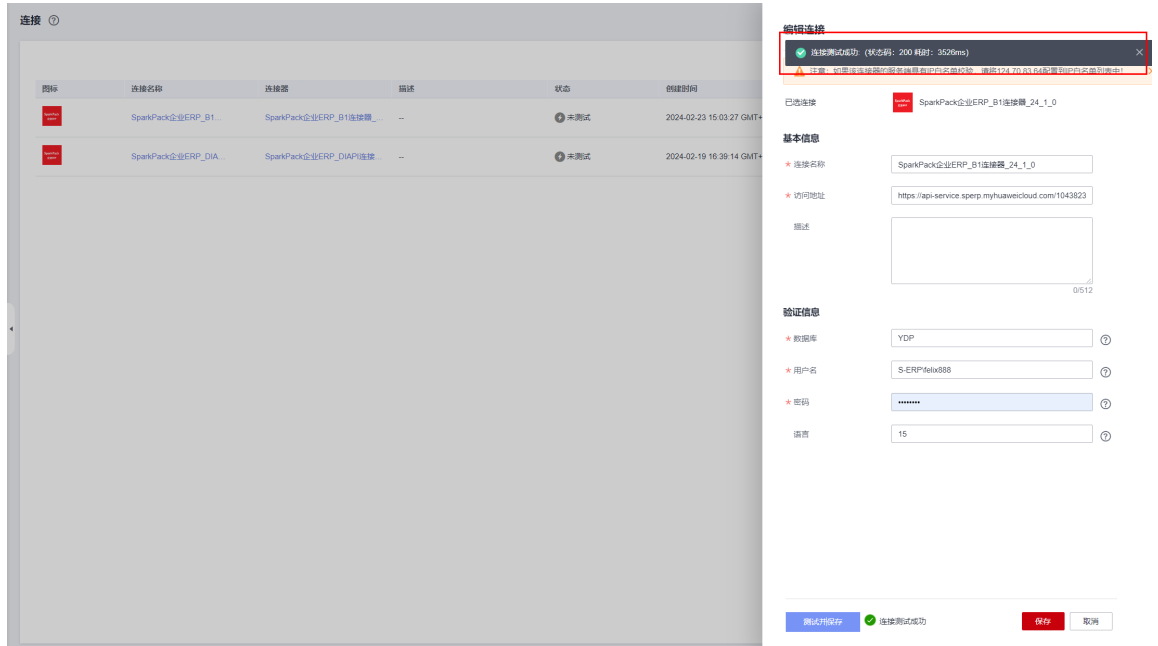 连接
图标 连接名称 连接器 描述 状态 创建时间
SparkPack企业ERP_B1... SparkPack企业ERP_B1连接器_... -- 未测试 2024-02-23 15:03:27 GMT+
SparkPack企业ERP_DIA... SparkPack企业ERP_DIAPI连接... -- 未测试 2024-02-19 16:39:14 GMT+
编辑连接
连接测试成功: (状态码: 200 耗时: 3526ms)
注意: 如果该连接器的服务端具有IP白名单校验, 请将124.70.83.64配置到IP白名单列表中!
已选连接 SparkPack企业ERP_B1连接器_24_1_0
基本信息
* 连接名称 SparkPack企业ERP_B1连接器_24_1_0
* 访问地址 https://api-service.sperp.myhuaweicloud.com/1043823
描述
0/512
验证信息
* 数据库 YDP
* 用户名 S-ERP\felix888
* 密码 ••••••••
语言 15
测试并保存 连接测试成功 保存 取消